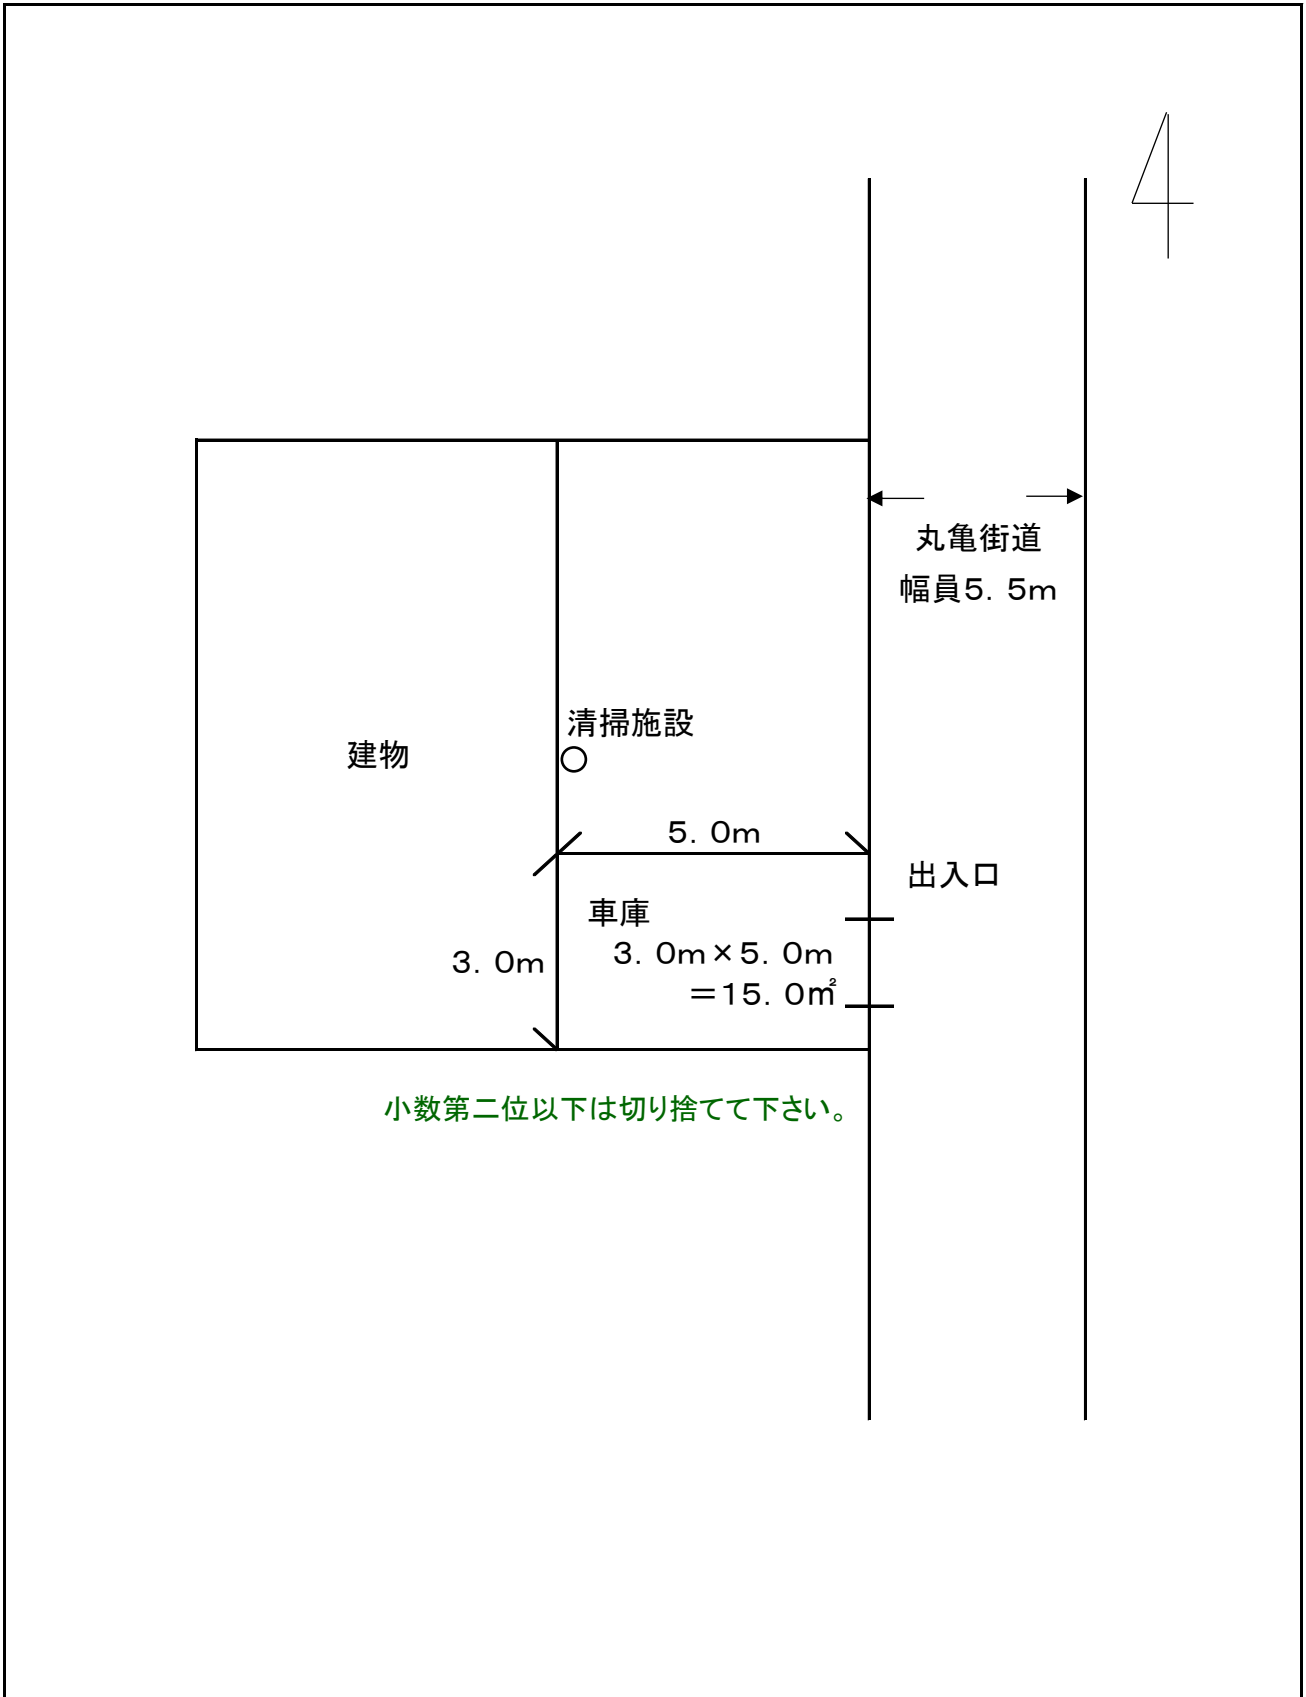 丸亀街道
幅員5.5m
清掃施設
建物
5.0m
出入口
車庫
3.0m
3.0m×5.0m
=15.0㎡
小数第二位以下は切り捨てて下さい。